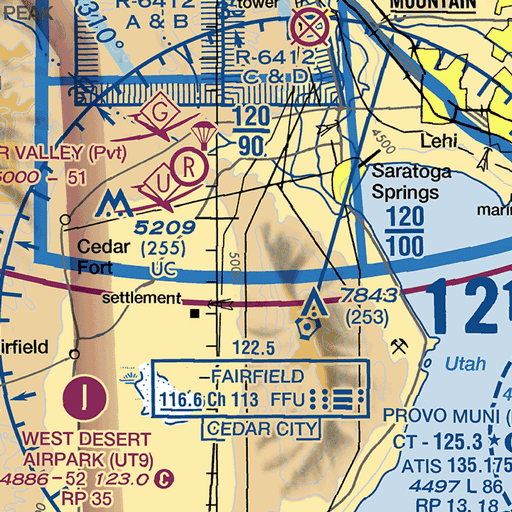 PEAK
310°
R-6412
A & B
tower
MOUNTAIN
R-6412
C & D
G
120
90
4500
Lehi
R VALLEY (Pvt)
5000 - 51
U
R
Saratoga
Springs
5209
(255)
UC
Cedar
Fort
120
100
marin
500
settlement
7843
(253)
121
122.5
irfield
Utah
FAIRFIELD
116.6 Ch 113 FFU
CEDAR CITY
I
WEST DESERT
AIRPARK (UT9)
4886 - 52 123.0 C
RP 35
PROVO MUNI (
CT - 125.3
ATIS 135.175
4497 L 86
RP 13, 18